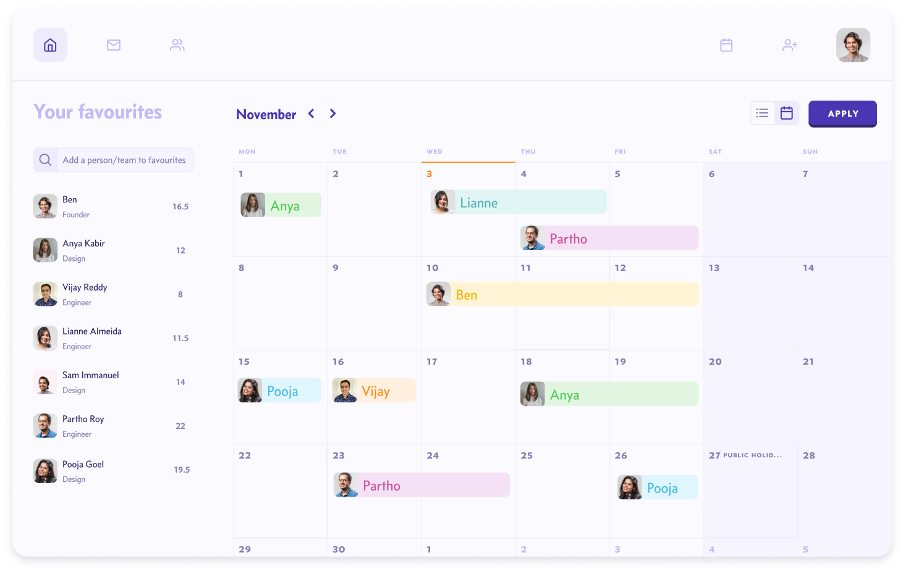 Your favourites
Add a person/team to favourites
Ben
Founder
16.5
Anya Kabir
Design
12
Vijay Reddy
Engineer
8
Lianne Almeida
Engineer
11.5
Sam Immanuel
Design
14
Partho Roy
Engineer
22
Pooja Goel
Design
19.5
November
APPLY
MON TUE WED THU FRI SAT SUN
1 2 3 4 5 6 7
Anya
Lianne
Partho
8 9 10 11 12 13 14
Ben
15 16 17 18 19 20 21
Pooja
Vijay
Anya
22 23 24 25 26 27 PUBLIC HOLID... 28
Partho
Pooja
29 30 1 2 3 4 5